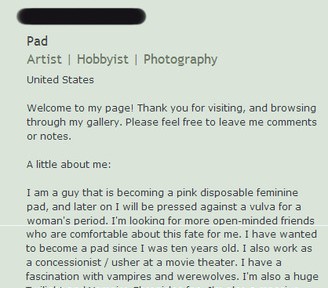 Pad
Artist | Hobbyist | Photography
United States
Welcome to my page! Thank you for visiting, and browsing
through my gallery. Please feel free to leave me comments
or notes.
A little about me:
I am a guy that is becoming a pink disposable feminine
pad, and later on I will be pressed against a vulva for a
woman's period. I'm looking for more open-minded friends
who are comfortable about this fate for me. I have wanted
to become a pad since I was ten years old. I also work as
a concessionist / usher at a movie theater. I have a
fascination with vampires and werewolves. I'm also a huge